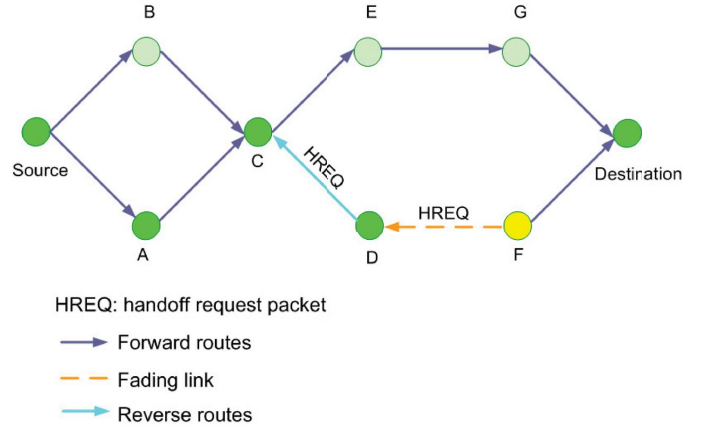 B
E
G
Source
C
HREQ
Destination
HREQ
A
D
F
HREQ: handoff request packet
Forward routes
Fading link
Reverse routes